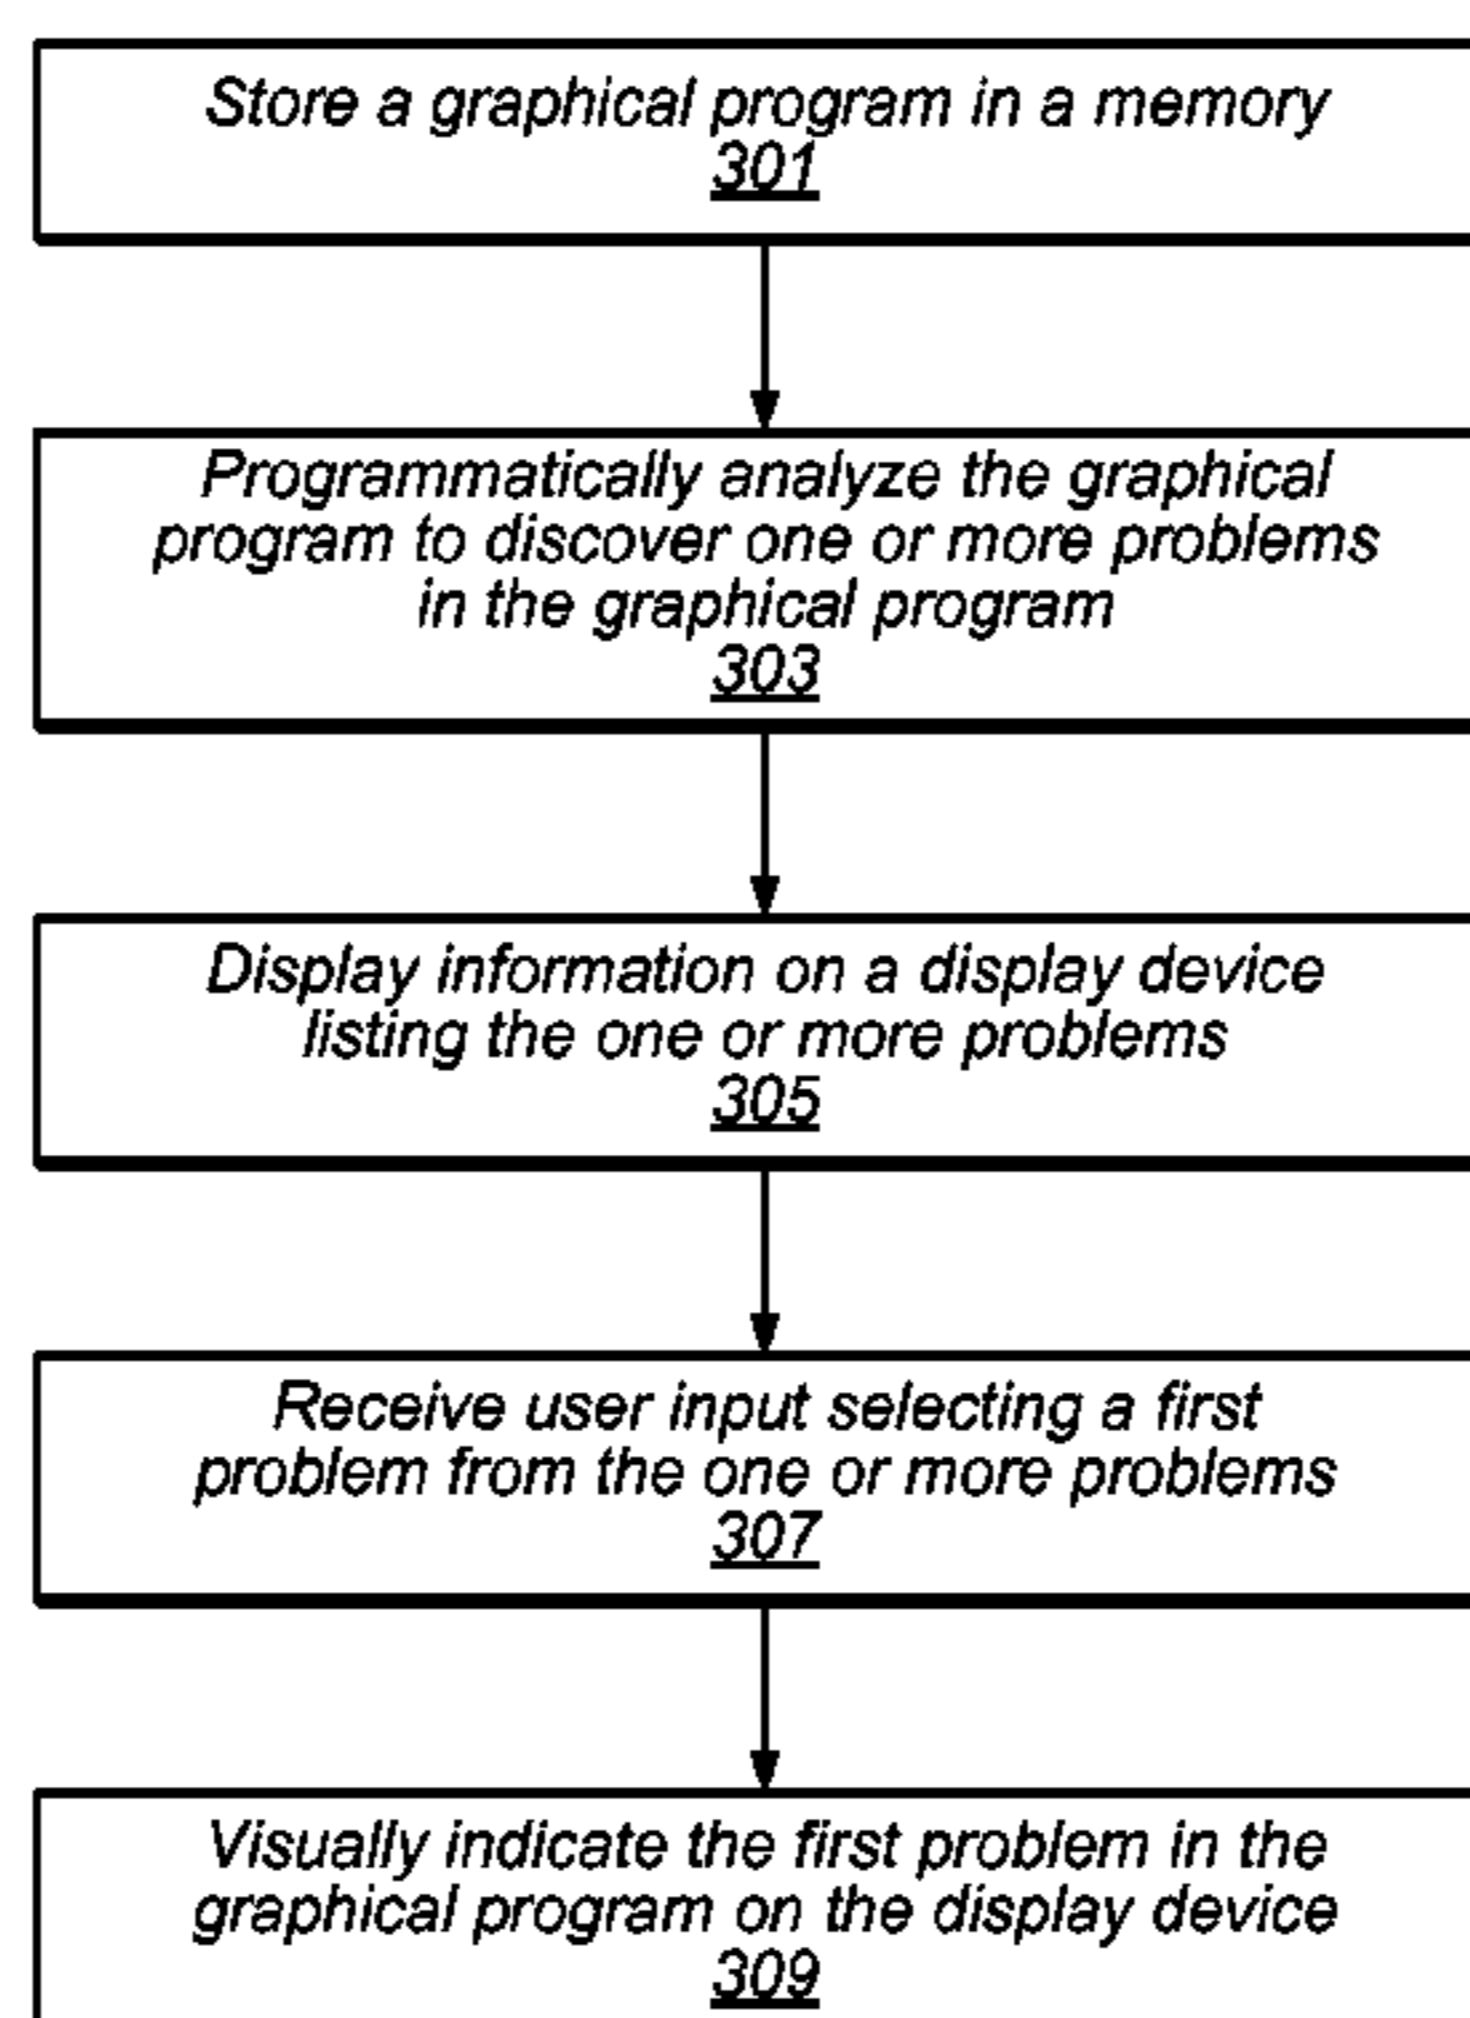 Store a graphical program in a memory
301
Programmatically analyze the graphical
program to discover one or more problems
in the graphical program
303
Display information on a display device
listing the one or more problems
305
Receive user input selecting a first
problem from the one or more problems
307
Visually indicate the first problem in the
graphical program on the display device
309